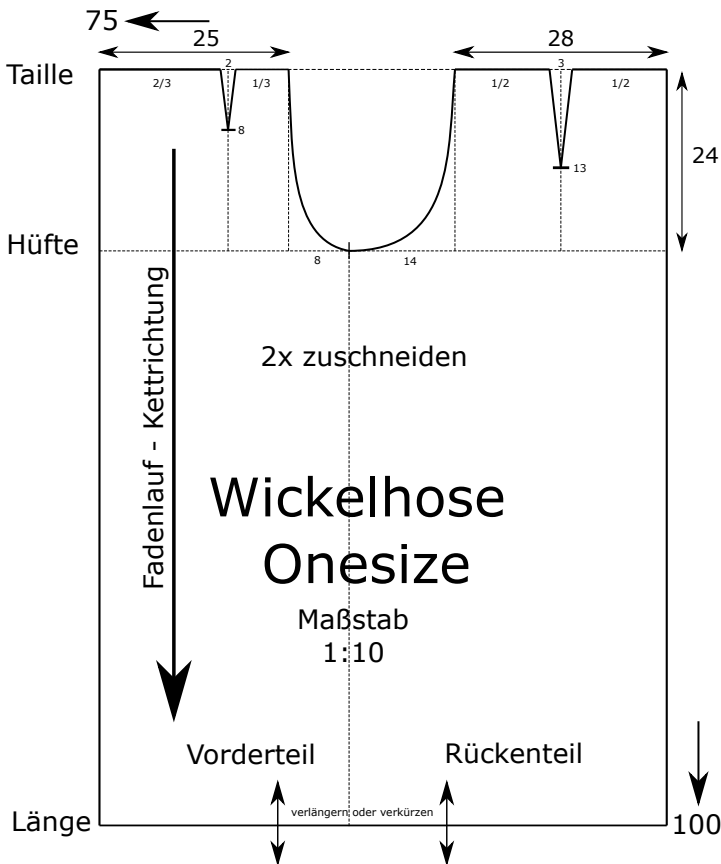 75
25
28
Taille
2
3
2/3
1/3
1/2
1/2
8
13
24
Hüfte
8
14
Fadenlauf - Kettrichtung
2x zuschneiden
Wickelhose
Onesize
Maßstab
1:10
Vorderteil
Rückenteil
verlängern oder verkürzen
Länge
100